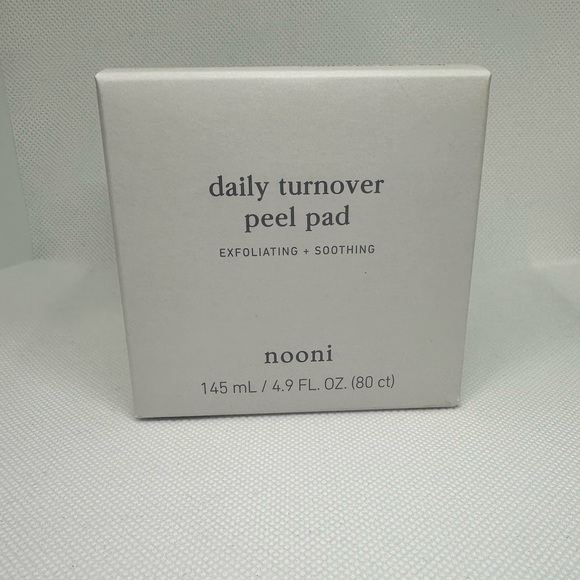 daily turnover
peel pad
EXFOLIATING + SOOTHING
nooni
145 mL / 4.9 FL. OZ. (80 ct)